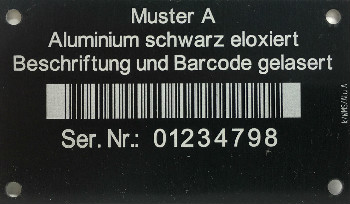 Muster A
Aluminium schwarz eloxiert
Beschriftung und Barcode gelasert
Ser. Nr.: 01234798